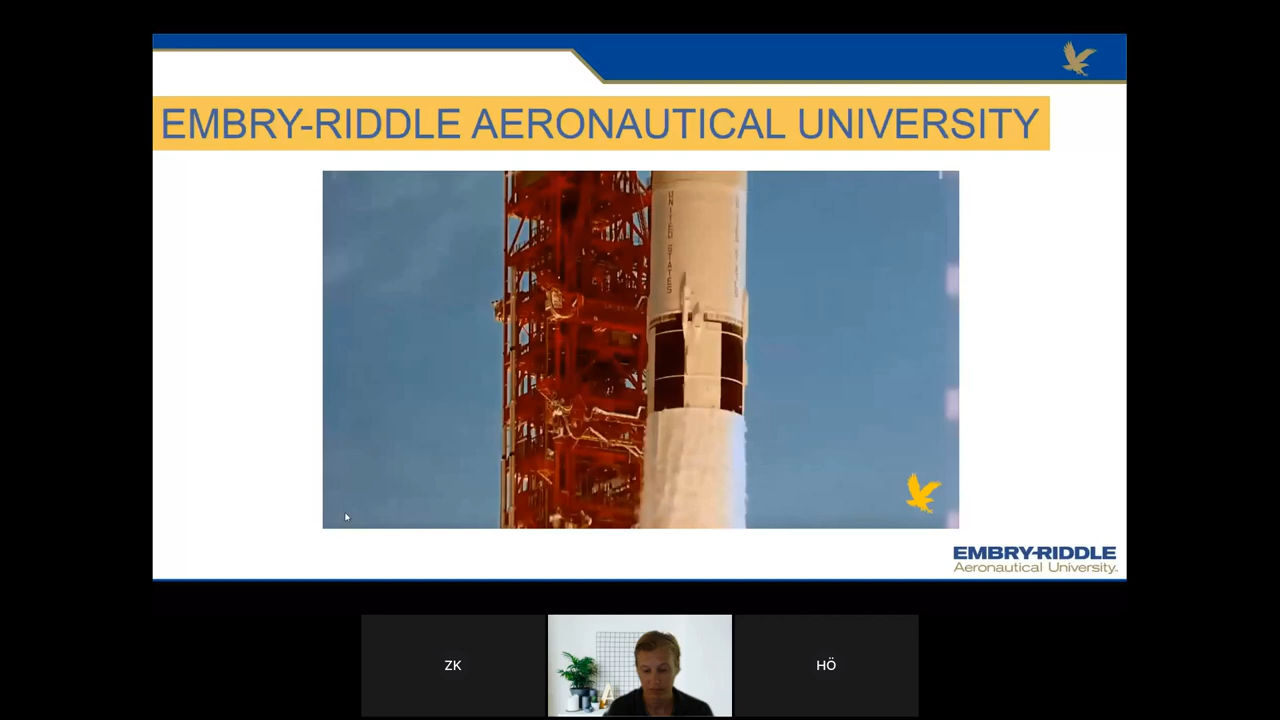 EMBRY-RIDDLE AERONAUTICAL UNIVERSITY
UNITED STATES
EMBRY-RIDDLE
Aeronautical University.
ZK
HÖ